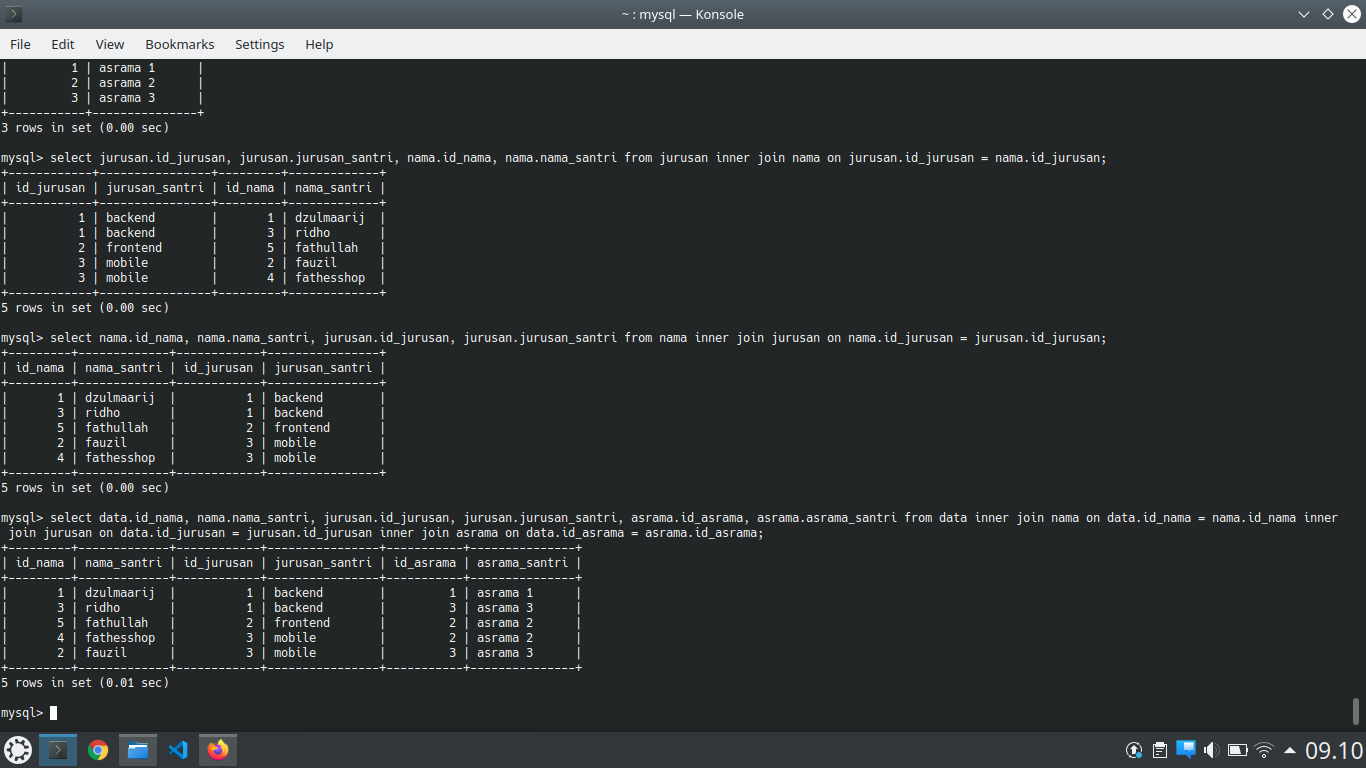 ~ : mysql — Konsole
File Edit View Bookmarks Settings Help
|         1 | asrama 1      |
|         2 | asrama 2      |
|         3 | asrama 3      |
+-----------+---------------+
3 rows in set (0.00 sec)
mysql> select jurusan.id_jurusan, jurusan.jurusan_santri, nama.id_nama, nama.nama_santri from jurusan inner join nama on jurusan.id_jurusan = nama.id_jurusan;
+------------+----------------+---------+-------------+
| id_jurusan | jurusan_santri | id_nama | nama_santri |
+------------+----------------+---------+-------------+
|          1 | backend        |       1 | dzulmaarij  |
|          1 | backend        |       3 | ridho       |
|          2 | frontend       |       5 | fathullah   |
|          3 | mobile         |       2 | fauzil      |
|          3 | mobile         |       4 | fathesshop  |
+------------+----------------+---------+-------------+
5 rows in set (0.00 sec)
mysql> select nama.id_nama, nama.nama_santri, jurusan.id_jurusan, jurusan.jurusan_santri from nama inner join jurusan on nama.id_jurusan = jurusan.id_jurusan;
+---------+-------------+------------+----------------+
| id_nama | nama_santri | id_jurusan | jurusan_santri |
+---------+-------------+------------+----------------+
|       1 | dzulmaarij  |          1 | backend        |
|       3 | ridho       |          1 | backend        |
|       5 | fathullah   |          2 | frontend       |
|       2 | fauzil      |          3 | mobile         |
|       4 | fathesshop  |          3 | mobile         |
+---------+-------------+------------+----------------+
5 rows in set (0.00 sec)
mysql> select data.id_nama, nama.nama_santri, jurusan.id_jurusan, jurusan.jurusan_santri, asrama.id_asrama, asrama.asrama_santri from data inner join nama on data.id_nama = nama.id_nama inner
 join jurusan on data.id_jurusan = jurusan.id_jurusan inner join asrama on data.id_asrama = asrama.id_asrama;
+---------+-------------+------------+----------------+-----------+---------------+
| id_nama | nama_santri | id_jurusan | jurusan_santri | id_asrama | asrama_santri |
+---------+-------------+------------+----------------+-----------+---------------+
|       1 | dzulmaarij  |          1 | backend        |         1 | asrama 1      |
|       3 | ridho       |          1 | backend        |         3 | asrama 3      |
|       5 | fathullah   |          2 | frontend       |         2 | asrama 2      |
|       4 | fathesshop  |          3 | mobile         |         2 | asrama 2      |
|       2 | fauzil      |          3 | mobile         |         3 | asrama 3      |
+---------+-------------+------------+----------------+-----------+---------------+
5 rows in set (0.01 sec)
mysql>
09.10